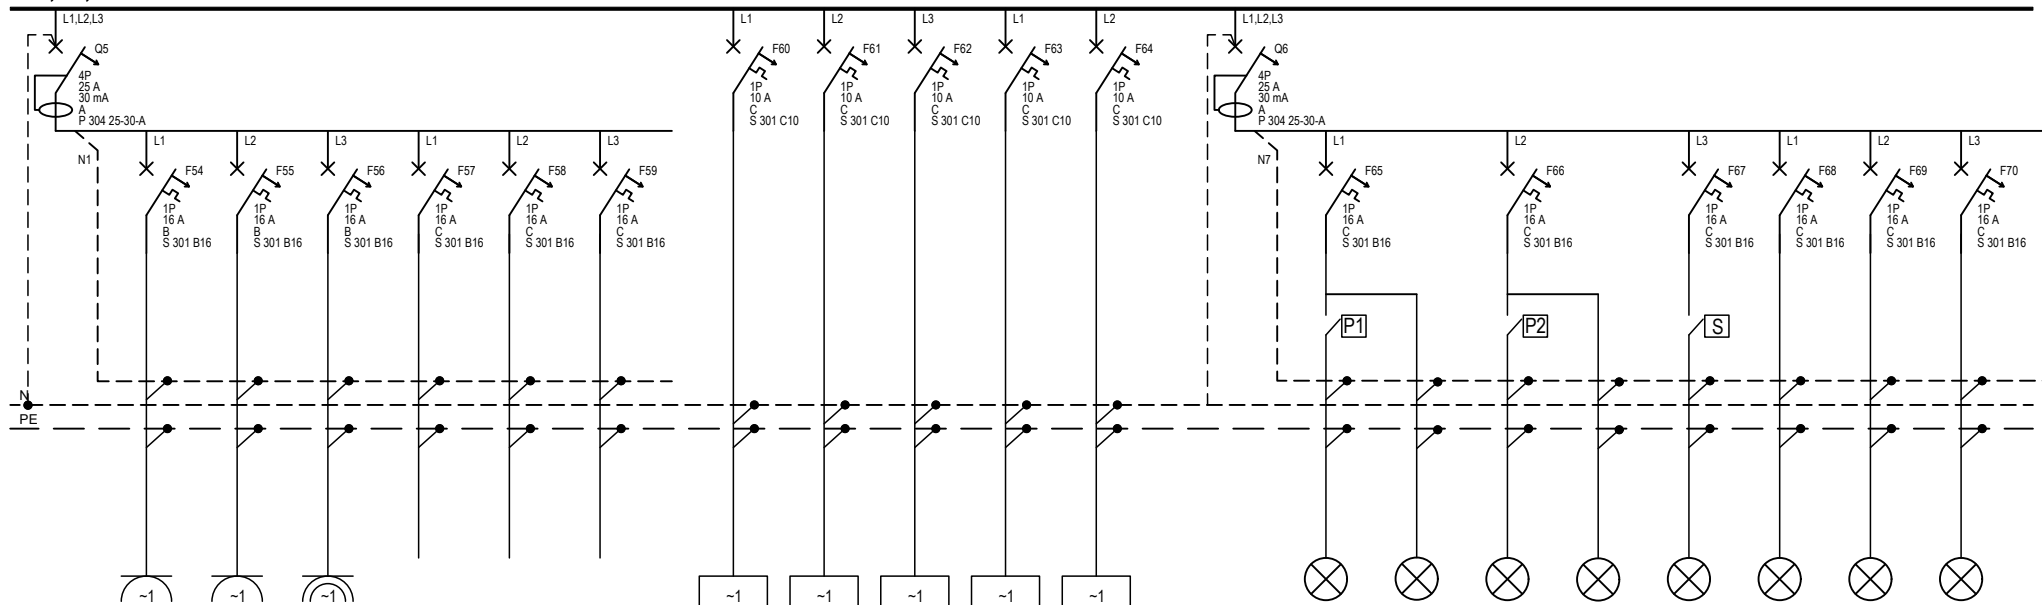 L1,L2,L3
Q5
4P
25 A
30 mA
A
P 304 25-30-A
N1
L1
F54
1P
16 A
B
S 301 B16
L2
F55
1P
16 A
B
S 301 B16
L3
F56
1P
16 A
B
S 301 B16
L1
F57
1P
16 A
C
S 301 B16
L2
F58
1P
16 A
C
S 301 B16
L3
F59
1P
16 A
C
S 301 B16
L1
F60
1P
10 A
C
S 301 C10
L2
F61
1P
10 A
C
S 301 C10
L3
F62
1P
10 A
C
S 301 C10
L1
F63
1P
10 A
C
S 301 C10
L2
F64
1P
10 A
C
S 301 C10
L1,L2,L3
Q6
4P
25 A
30 mA
A
P 304 25-30-A
N7
L1
F65
1P
16 A
C
S 301 B16
L2
F66
1P
16 A
C
S 301 B16
L3
F67
1P
16 A
C
S 301 B16
L1
F68
1P
16 A
C
S 301 B16
L2
F69
1P
16 A
C
S 301 B16
L3
F70
1P
16 A
C
S 301 B16
P1
P2
S
N
PE
~1
~1
~1
~1
~1
~1
~1
~1